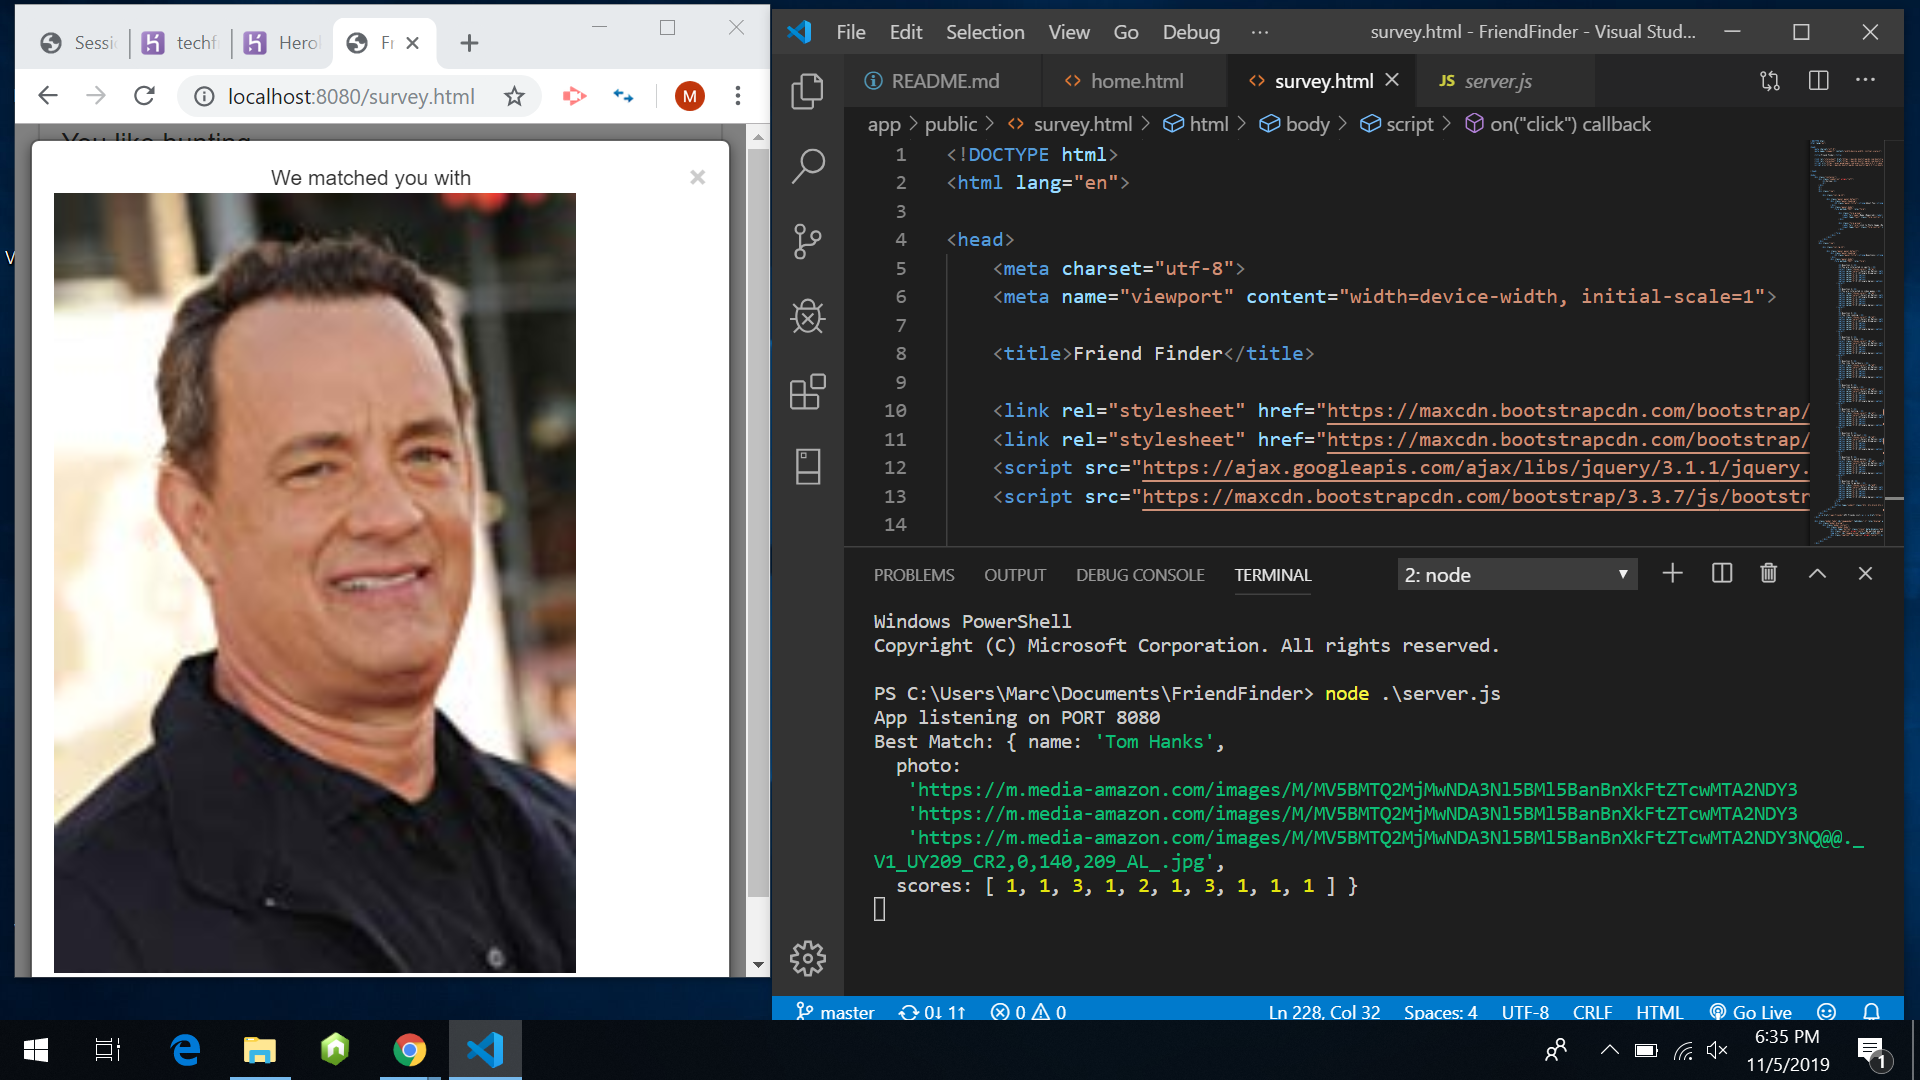 Sessi
techf
Hero
Fr
localhost:8080/survey.html
M
You like hunting
We matched you with
×
V
File Edit Selection View Go Debug ···
survey.html - FriendFinder - Visual Stud...
README.md
home.html
survey.html
JS server.js
app > public > survey.html > html > body > script > on("click") callback
1 <!DOCTYPE html>
2 <html lang="en">
3
4 <head>
5 <meta charset="utf-8">
6 <meta name="viewport" content="width=device-width, initial-scale=1">
7
8 <title>Friend Finder</title>
9
10 <link rel="stylesheet" href="https://maxcdn.bootstrapcdn.com/bootstrap/
11 <link rel="stylesheet" href="https://maxcdn.bootstrapcdn.com/bootstrap/
12 <script src="https://ajax.googleapis.com/ajax/libs/jquery/3.1.1/jquery.
13 <script src="https://maxcdn.bootstrapcdn.com/bootstrap/3.3.7/js/bootstr
14
PROBLEMS OUTPUT DEBUG CONSOLE TERMINAL
2: node
Windows PowerShell
Copyright (C) Microsoft Corporation. All rights reserved.
PS C:\Users\Marc\Documents\FriendFinder> node .\server.js
App listening on PORT 8080
Best Match: { name: 'Tom Hanks',
photo:
'https://m.media-amazon.com/images/M/MV5BMTQ2MjMwNDA3Nl5BMl5BanBnXkFtZTcwMTA2NDY3
'https://m.media-amazon.com/images/M/MV5BMTQ2MjMwNDA3Nl5BMl5BanBnXkFtZTcwMTA2NDY3
'https://m.media-amazon.com/images/M/MV5BMTQ2MjMwNDA3Nl5BMl5BanBnXkFtZTcwMTA2NDY3NQ@@._
V1_UY209_CR2,0,140,209_AL_.jpg',
scores: [ 1, 1, 3, 1, 2, 1, 3, 1, 1, 1 ] }
master 0↓ 1↑ 0 0
Ln 228, Col 32 Spaces: 4 UTF-8 CRLF HTML Go Live
6:35 PM
11/5/2019
1